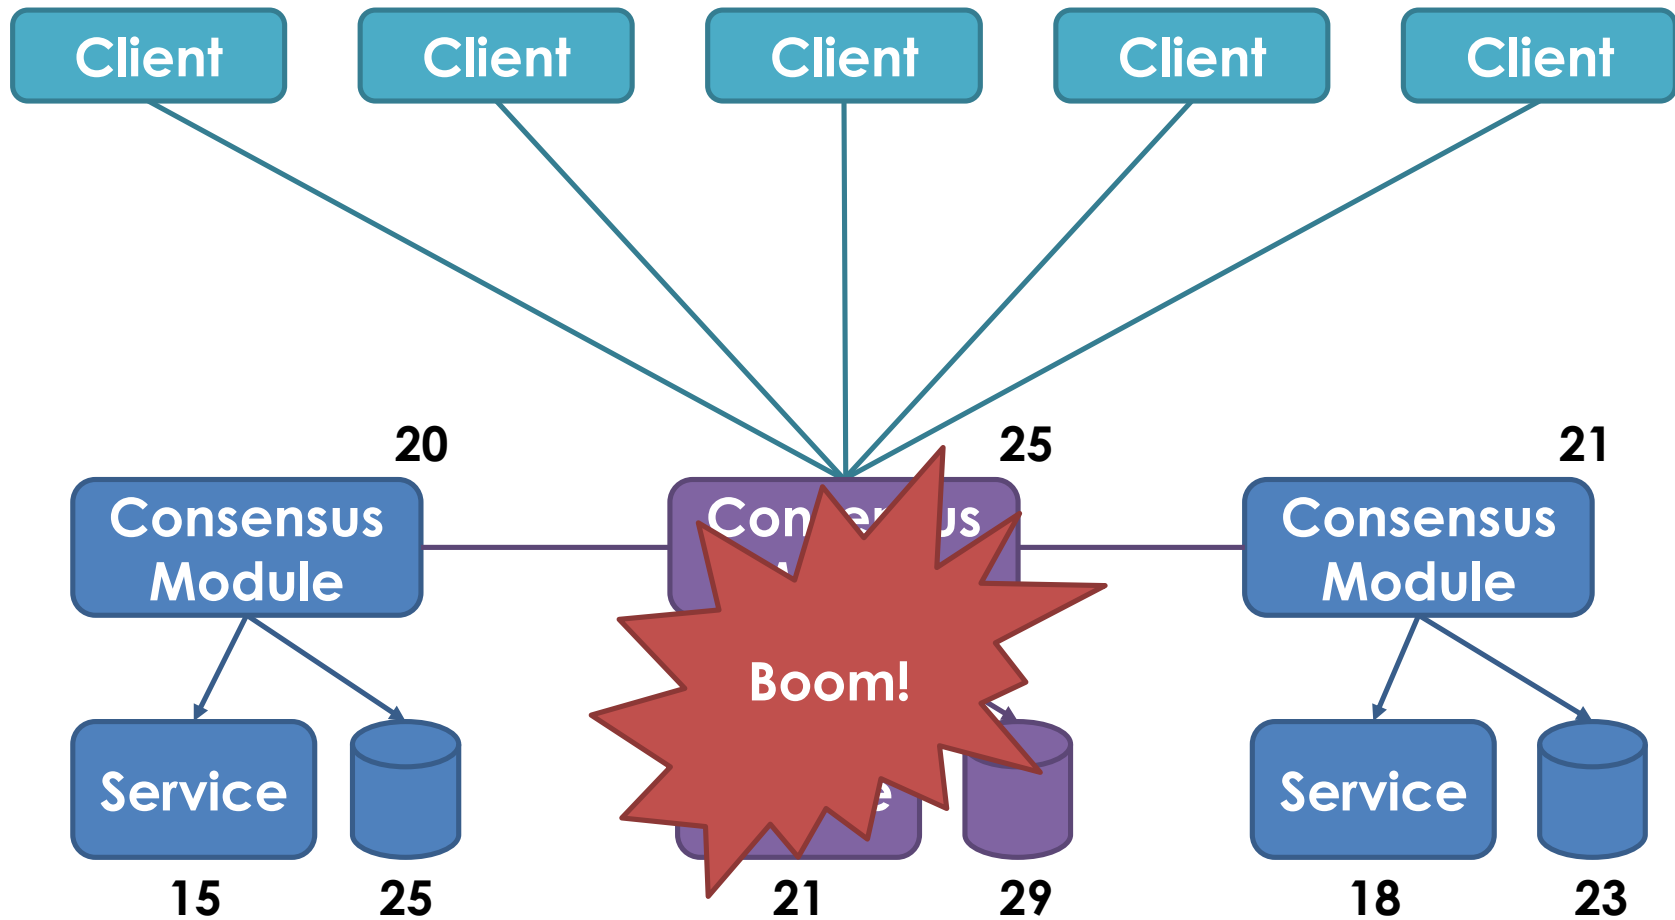 Client
Client
Client
Client
Client
20
25
21
Consensus
Module
Consensus
Module
Boom!
Service
Service
15
25
21
29
18
23